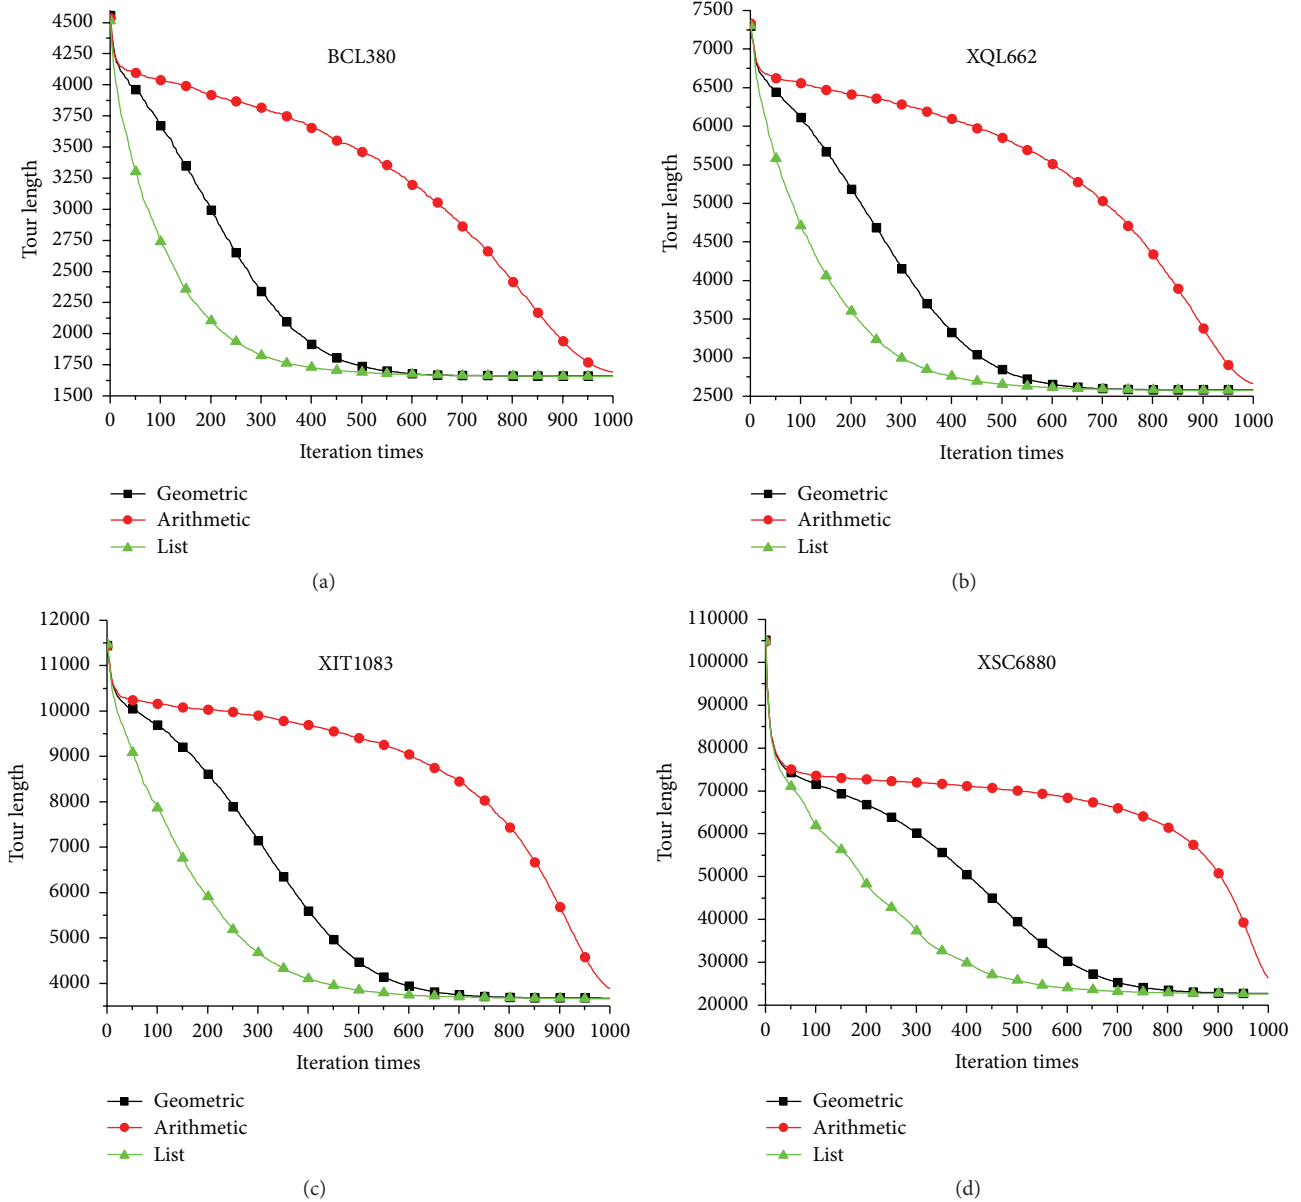 BCL380
Tour length
4500
4250
4000
3750
3500
3250
3000
2750
2500
2250
2000
1750
1500
0 100 200 300 400 500 600 700 800 900 1000
Iteration times
Geometric
Arithmetic
List
(a)
XQL662
Tour length
7500
7000
6500
6000
5500
5000
4500
4000
3500
3000
2500
0 100 200 300 400 500 600 700 800 900 1000
Iteration times
Geometric
Arithmetic
List
(b)
XIT1083
Tour length
12000
11000
10000
9000
8000
7000
6000
5000
4000
0 100 200 300 400 500 600 700 800 900 1000
Iteration times
Geometric
Arithmetic
List
(c)
XSC6880
Tour length
110000
100000
90000
80000
70000
60000
50000
40000
30000
20000
0 100 200 300 400 500 600 700 800 900 1000
Iteration times
Geometric
Arithmetic
List
(d)